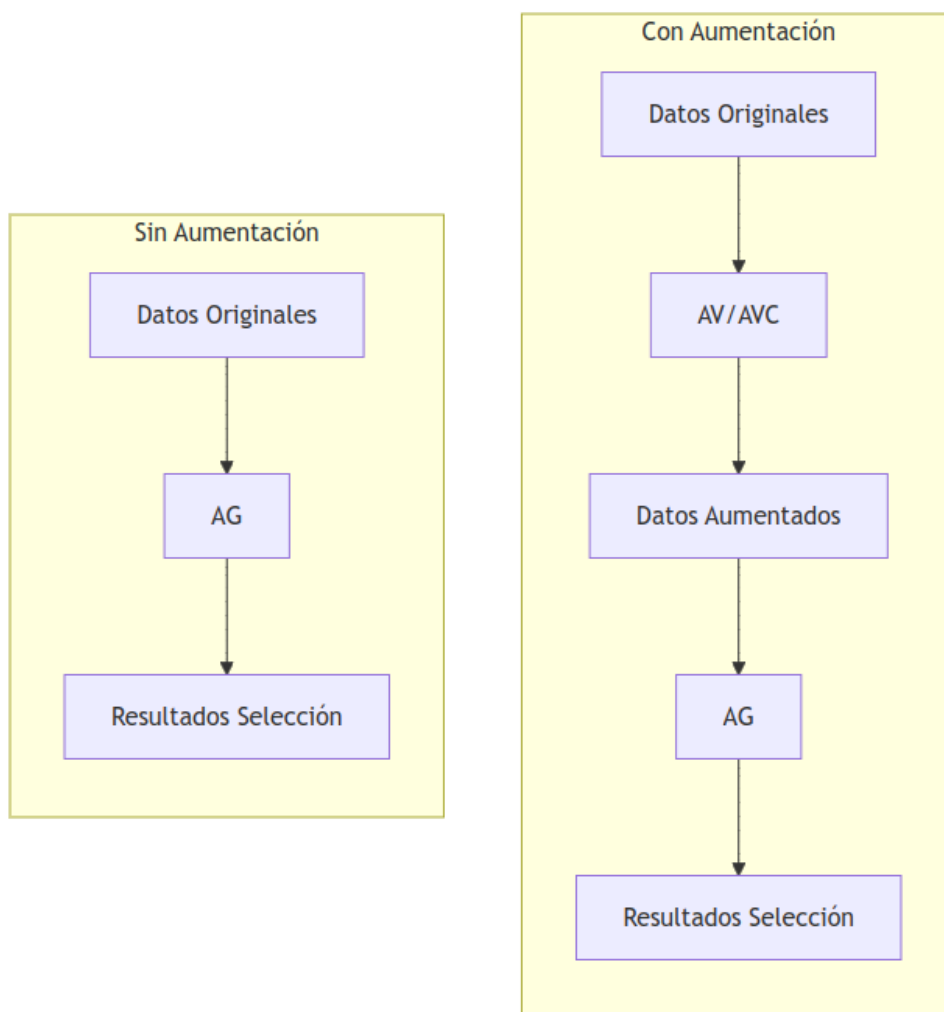 Sin Aumentación
Datos Originales
AG
Resultados Selección
Con Aumentación
Datos Originales
AV/AVC
Datos Aumentados
AG
Resultados Selección